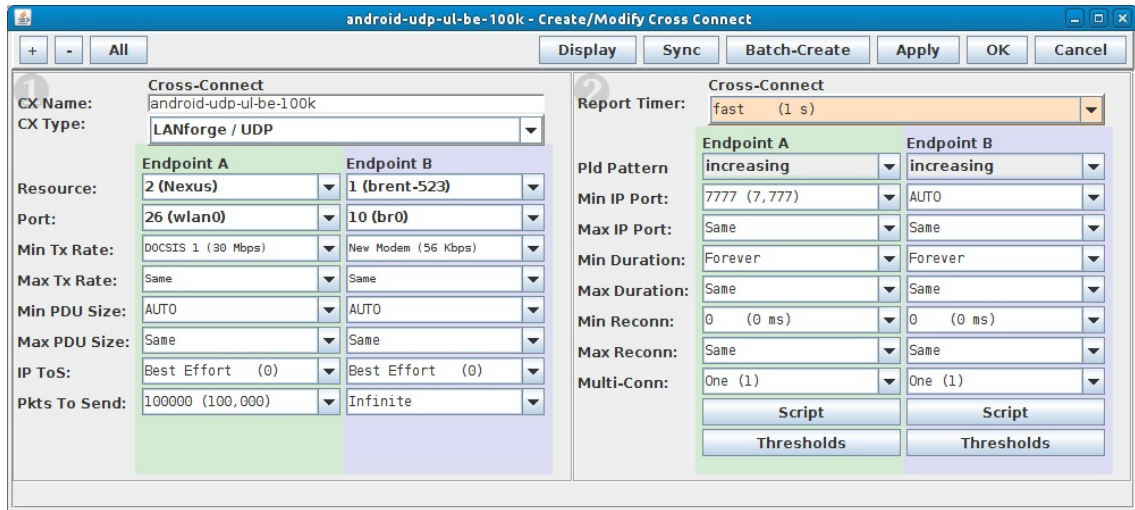 android-udp-ul-be-100k - Create/Modify Cross Connect
+ - All Display Sync Batch-Create Apply OK Cancel
1
Cross-Connect
CX Name: android-udp-ul-be-100k
CX Type: LANforge / UDP
Endpoint A Endpoint B
Resource: 2 (Nexus) 1 (brent-523)
Port: 26 (wlan0) 10 (br0)
Min Tx Rate: DOCSIS 1 (30 Mbps) New Modem (56 Kbps)
Max Tx Rate: Same Same
Min PDU Size: AUTO AUTO
Max PDU Size: Same Same
IP ToS: Best Effort (0) Best Effort (0)
Pkts To Send: 100000 (100,000) Infinite
2
Cross-Connect
Report Timer: fast (1 s)
Endpoint A Endpoint B
Pld Pattern increasing increasing
Min IP Port: 7777 (7,777) AUTO
Max IP Port: Same Same
Min Duration: Forever Forever
Max Duration: Same Same
Min Reconn: 0 (0 ms) 0 (0 ms)
Max Reconn: Same Same
Multi-Conn: One (1) One (1)
Script Script
Thresholds Thresholds